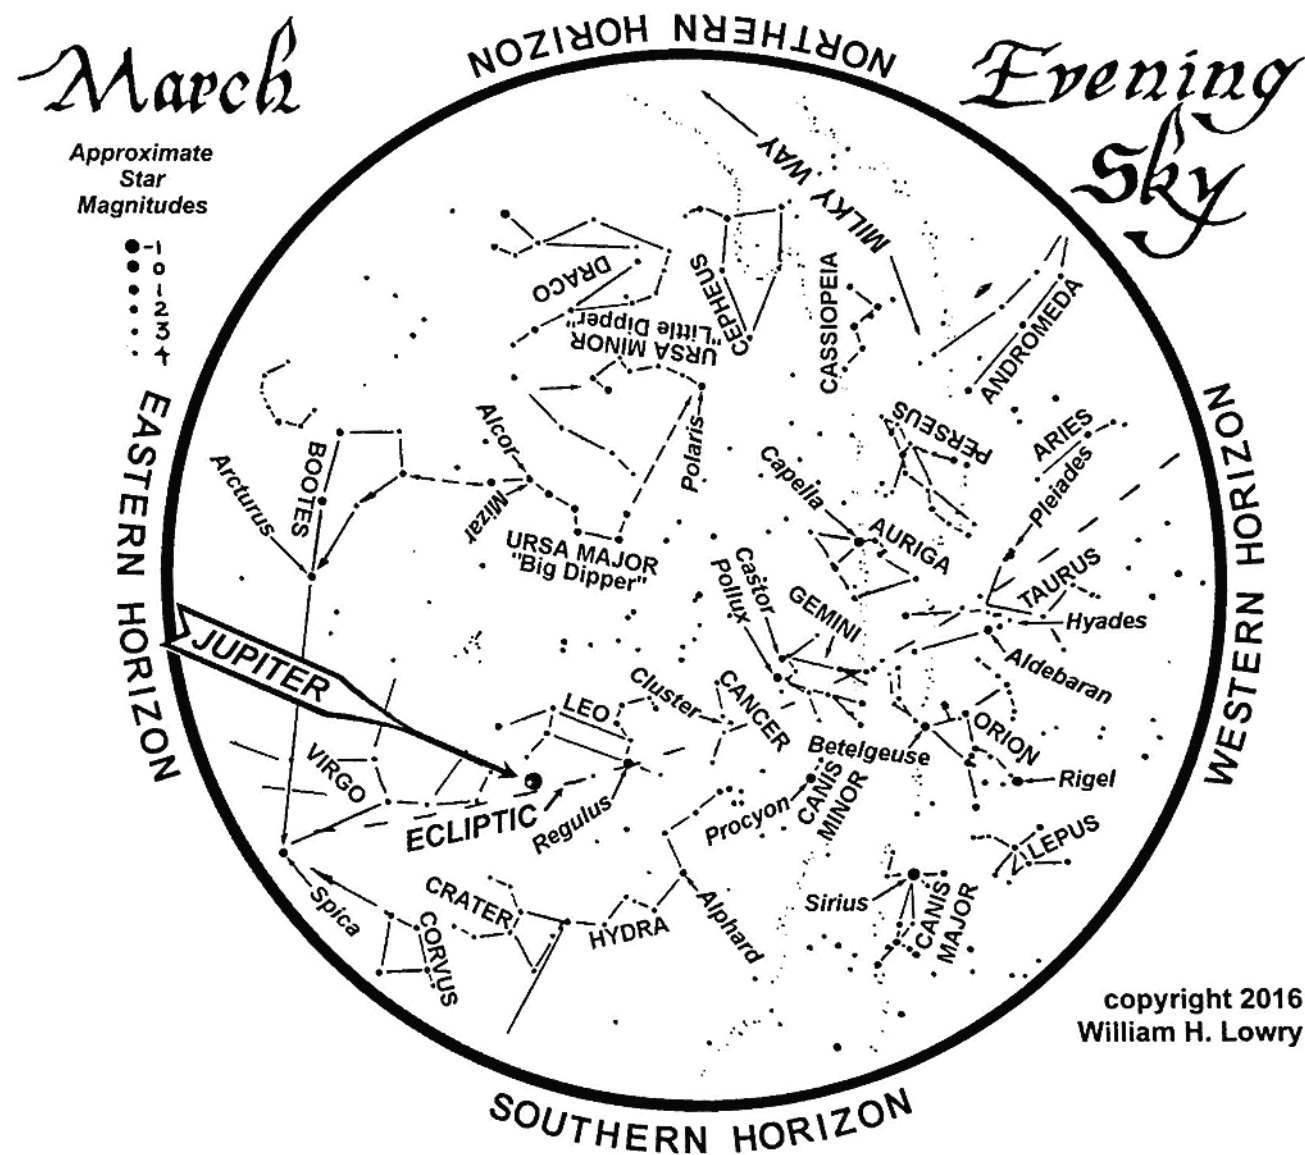 March
Evening
Sky
Approximate
Star
Magnitudes
-1
0
1
2
3
4
NORTHERN HORIZON
EASTERN HORIZON
WESTERN HORIZON
SOUTHERN HORIZON
MILKY WAY
DRACO
CEPHEUS
CASSIOPEIA
ANDROMEDA
URSA MINOR
"Little Dipper"
PERSEUS
ARIES
Pleiades
Polaris
Alcor
Mizar
BOOTES
Arcturus
Capella
AURIGA
URSA MAJOR
"Big Dipper"
Castor
Pollux
GEMINI
TAURUS
Hyades
Aldebaran
JUPITER
LEO
Cluster
CANCER
VIRGO
Betelgeuse
ORION
Rigel
CANIS
MINOR
Procyon
ECLIPTIC
Regulus
LEPUS
Spica
CRATER
CORVUS
HYDRA
Alphard
Sirius
CANIS
MAJOR
copyright 2016
William H. Lowry